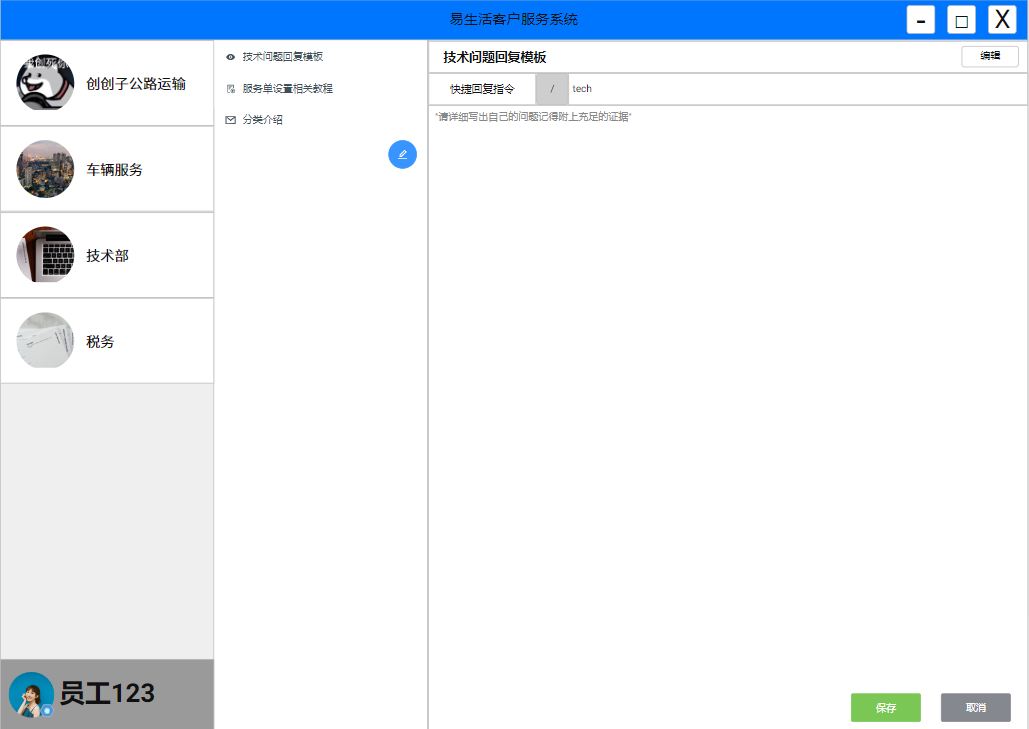 易生活客户服务系统
- □ X
创创子公路运输
车辆服务
技术部
税务
员工123
技术问题回复模板
服务单设置相关教程
分类介绍
技术问题回复模板
编辑
快捷回复指令 / tech
"请详细写出自己的问题记得附上充足的证据"
保存 取消